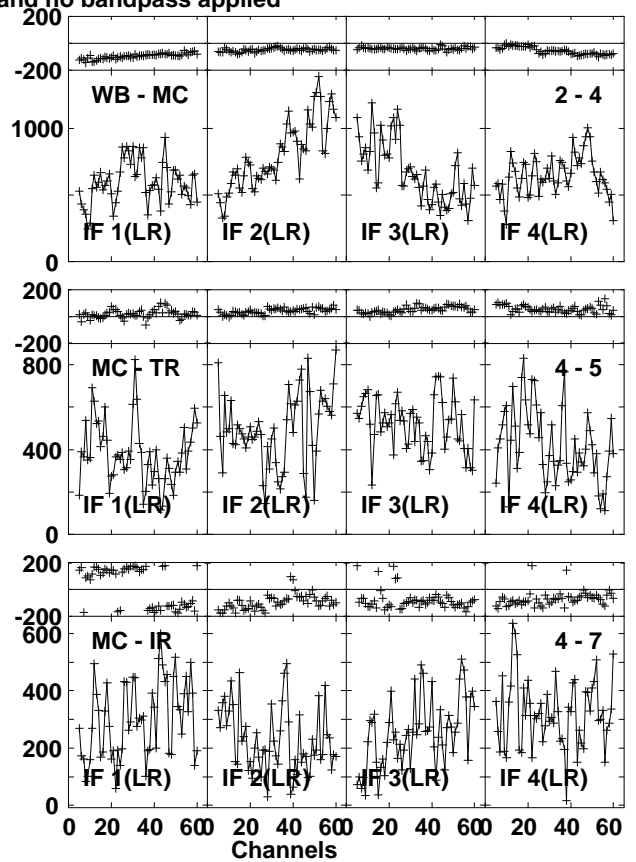 and no bandpass applied
200
-200
WB - MC 2 - 4
1000
IF 1(LR) IF 2(LR) IF 3(LR) IF 4(LR)
0
200
-200
800
MC - TR 4 - 5
400
IF 1(LR) IF 2(LR) IF 3(LR) IF 4(LR)
0
200
-200
600
MC - IR 4 - 7
400
200
IF 1(LR) IF 2(LR) IF 3(LR) IF 4(LR)
0
0 20 40 60 0 20 40 60 0 20 40 60 0 20 40 60
Channels